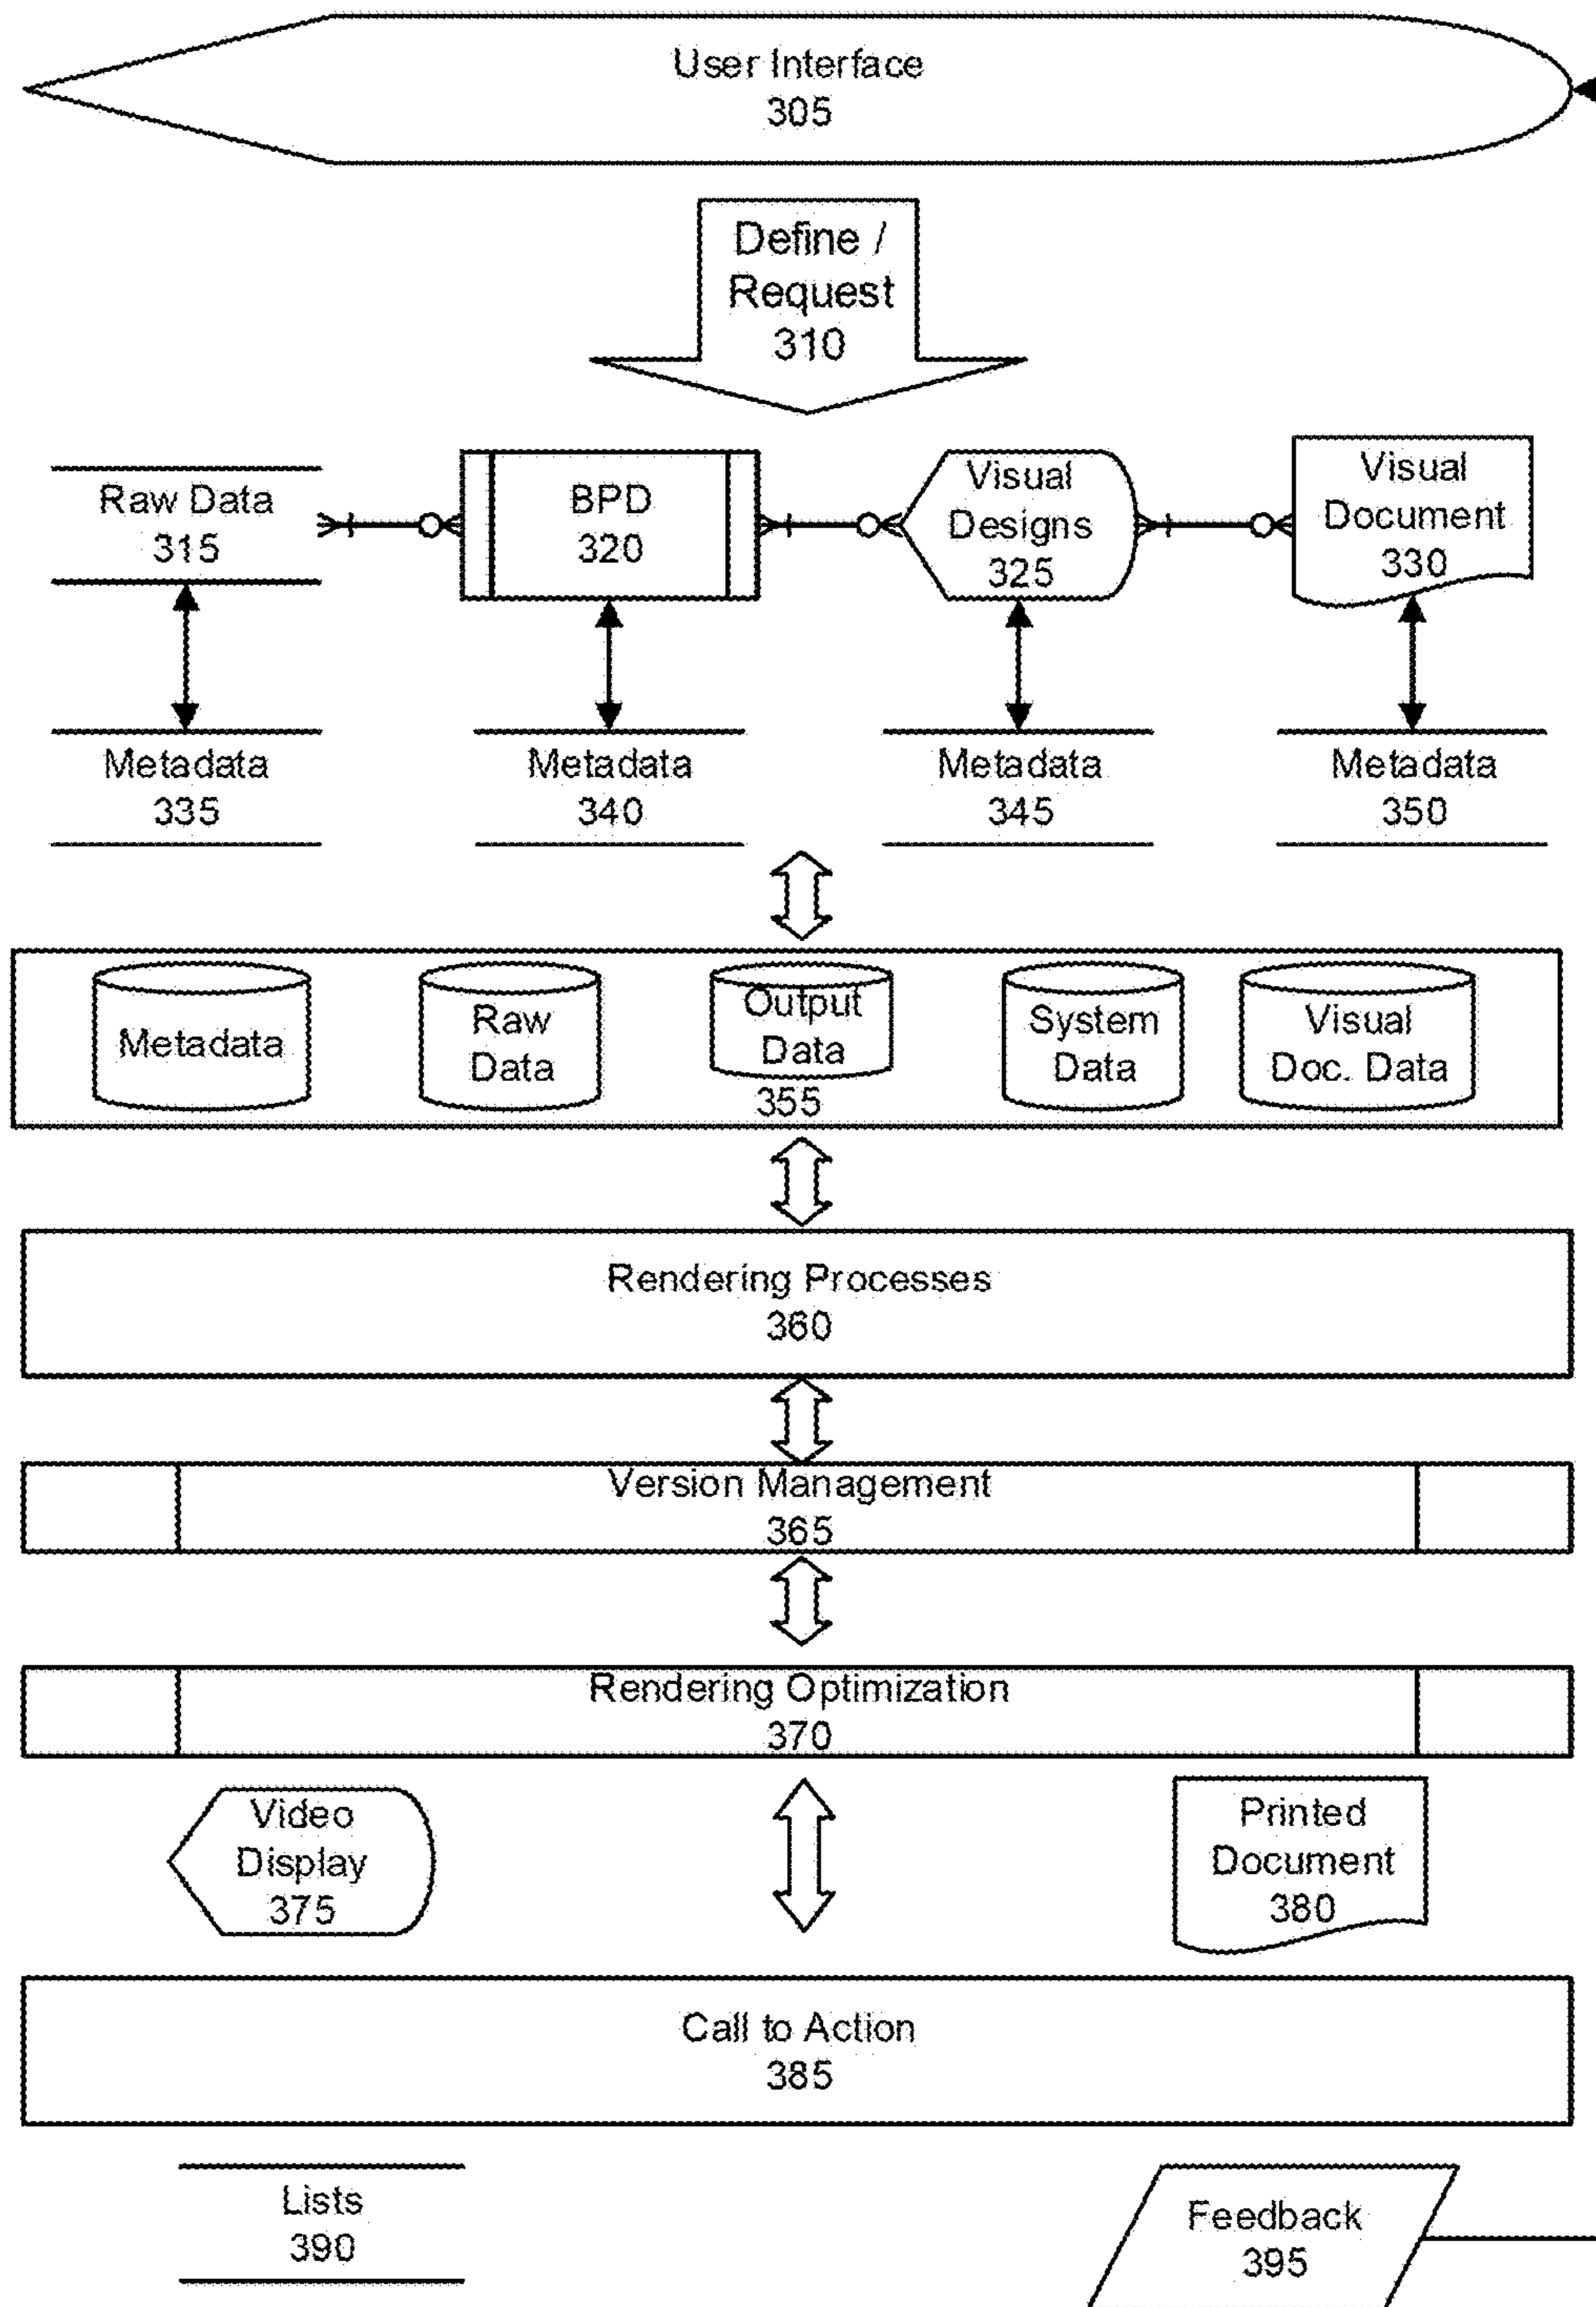 User Interface
305
Define /
Request
310
Raw Data
315
BPD
320
Visual
Designs
325
Visual
Document
330
Metadata
335
Metadata
340
Metadata
345
Metadata
350
Metadata
Raw
Data
Output
Data
355
System
Data
Visual
Doc. Data
Rendering Processes
360
Version Management
365
Rendering Optimization
370
Video
Display
375
Printed
Document
380
Call to Action
385
Lists
390
Feedback
395